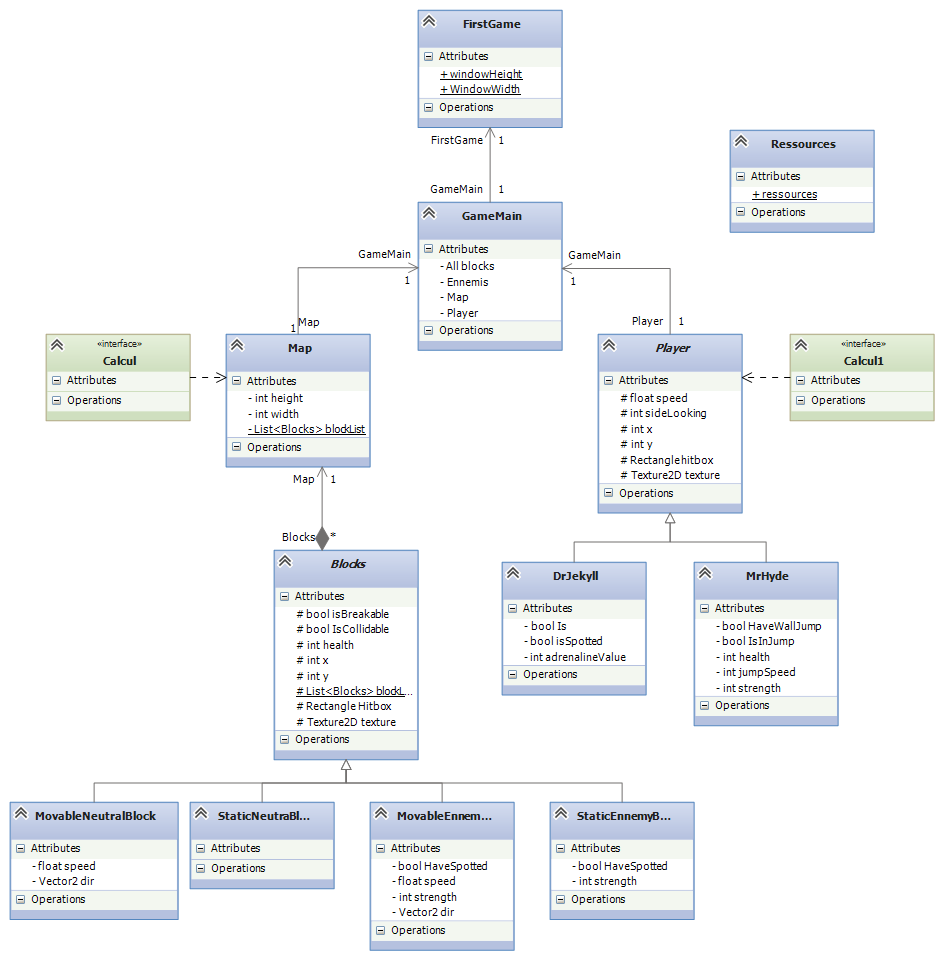 FirstGame
Attributes
+ windowHeight
+ WindowWidth
Operations
FirstGame 1
GameMain 1
Ressources
Attributes
+ ressources
Operations
GameMain
Attributes
- All blocks
- Ennemis
- Map
- Player
Operations
GameMain
1
1 Map
GameMain
1
Player 1
«interface»
Calcul
Attributes
Operations
Map
Attributes
- int height
- int width
- List<Blocks> blockList
Operations
Player
Attributes
# float speed
# int sideLooking
# int x
# int y
# Rectangle hitbox
# Texture2D texture
Operations
«interface»
Calcul1
Attributes
Operations
Map 1
Blocks *
Blocks
Attributes
# bool isBreakable
# bool IsCollidable
# int health
# int x
# int y
# List<Blocks> blockL...
# Rectangle Hitbox
# Texture2D texture
Operations
DrJekyll
Attributes
- bool Is
- bool isSpotted
- int adrenalineValue
Operations
MrHyde
Attributes
- bool HaveWallJump
- bool IsInJump
- int health
- int jumpSpeed
- int strength
Operations
MovableNeutralBlock
Attributes
- float speed
- Vector2 dir
Operations
StaticNeutraBl...
Attributes
Operations
MovableEnnem...
Attributes
- bool HaveSpotted
- float speed
- int strength
- Vector2 dir
Operations
StaticEnnemyB...
Attributes
- bool HaveSpotted
- int strength
Operations